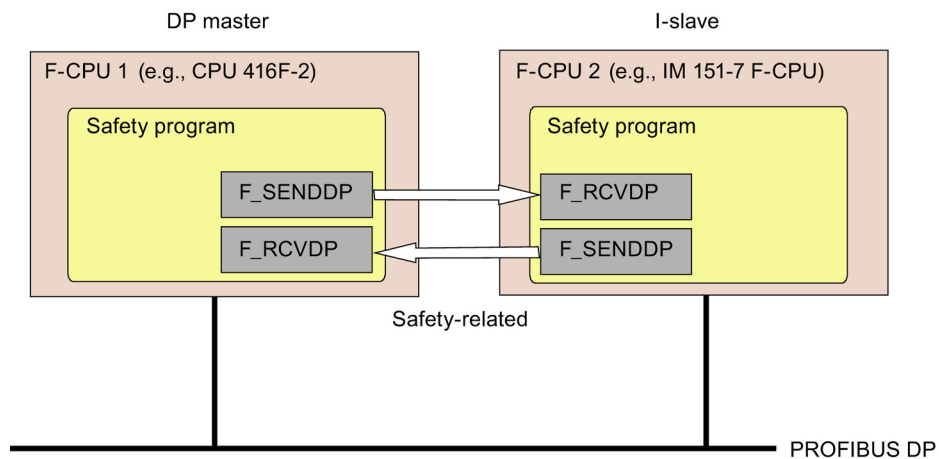 DP master
I-slave
F-CPU 1 (e.g., CPU 416F-2)
F-CPU 2 (e.g., IM 151-7 F-CPU)
Safety program
Safety program
F_SENDDP
F_RCVDP
F_RCVDP
F_SENDDP
Safety-related
PROFIBUS DP